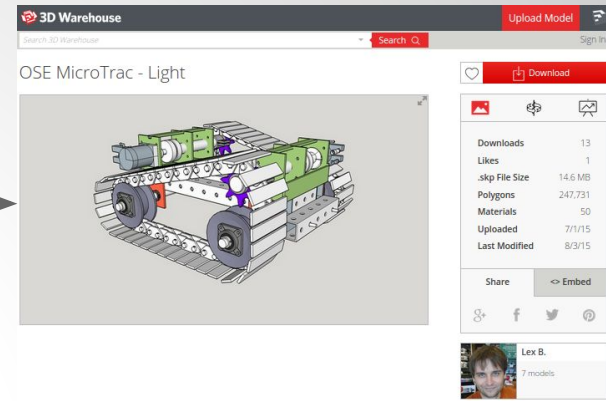 3D Warehouse
Upload Model
Search 3D Warehouse
Search
Sign In
OSE MicroTrac - Light
Download
Downloads 13
Likes 1
.skp File Size 14.6 MB
Polygons 247,731
Materials 50
Uploaded 7/1/15
Last Modified 8/3/15
Share
<> Embed
8+
Lex B.
7 models